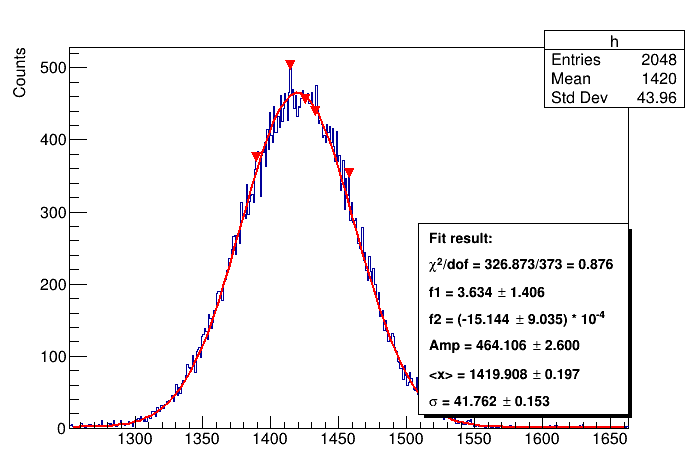 h
Entries 2048
Mean 1420
Std Dev 43.96
Counts
500
400
300
200
100
0
Fit result:
χ²/dof = 326.873/373 = 0.876
f1 = 3.634 ± 1.406
f2 = (-15.144 ± 9.035) * 10⁻⁴
Amp = 464.106 ± 2.600
<x> = 1419.908 ± 0.197
σ = 41.762 ± 0.153
1300 1350 1400 1450 1500 1550 1600 1650